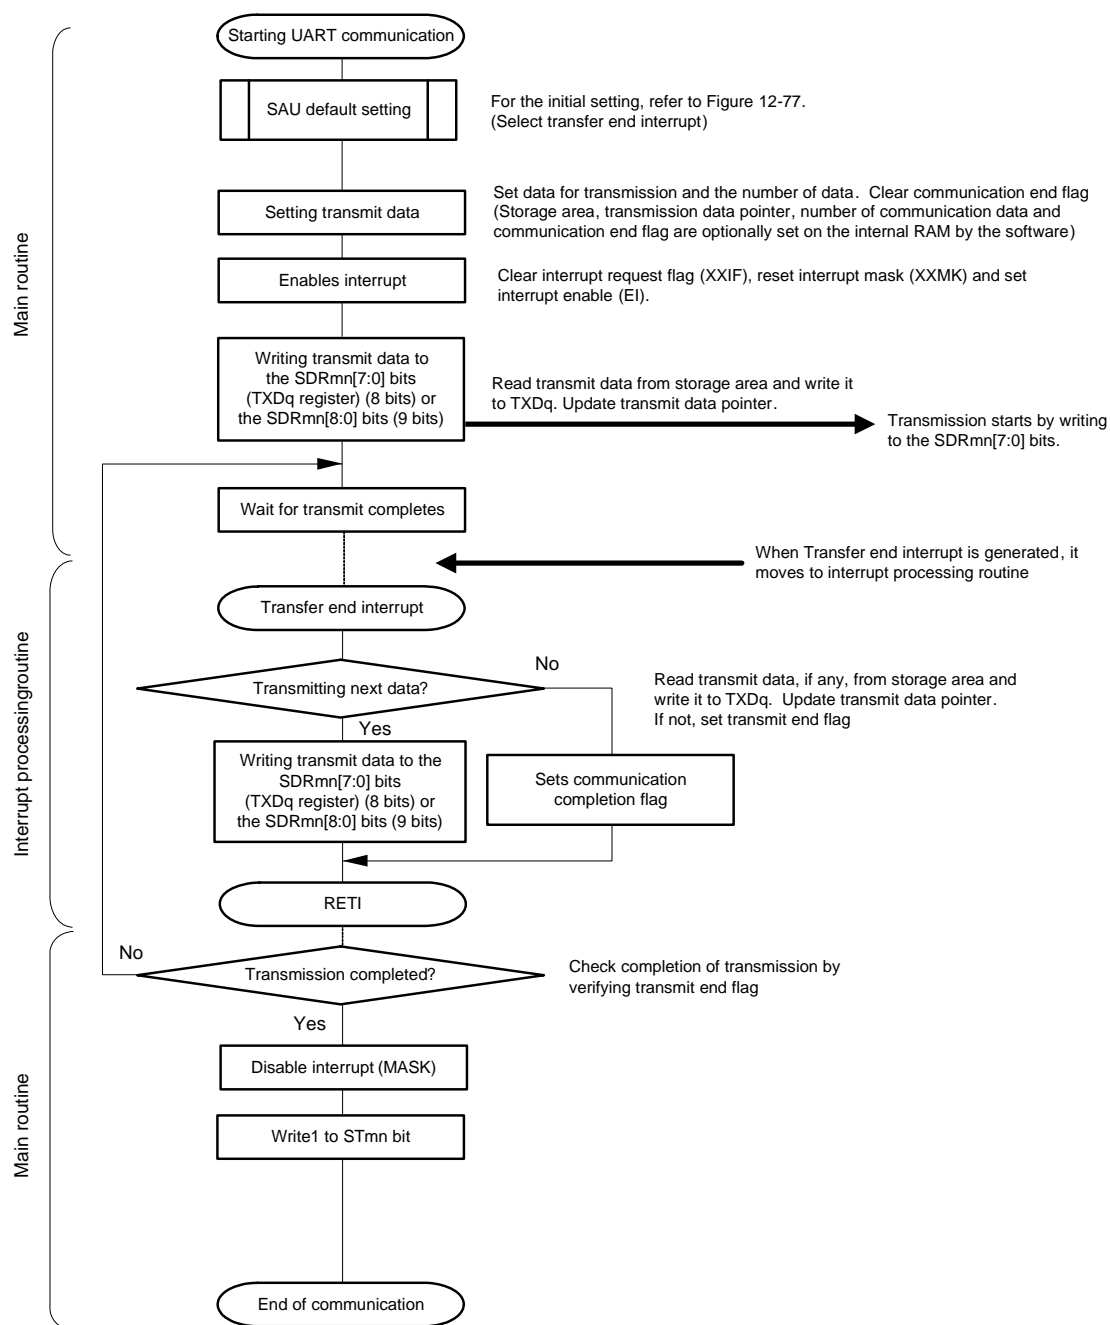 Starting UART communication
SAU default setting
For the initial setting, refer to Figure 12-77.
(Select transfer end interrupt)
Setting transmit data
Set data for transmission and the number of data.  Clear communication end flag
(Storage area, transmission data pointer, number of communication data and
communication end flag are optionally set on the internal RAM by the software)
Main routine
Enables interrupt
Clear interrupt request flag (XXIF), reset interrupt mask (XXMK) and set
interrupt enable (EI).
Writing transmit data to
the SDRmn[7:0] bits
(TXDq register) (8 bits) or
the SDRmn[8:0] bits (9 bits)
Read transmit data from storage area and write it
to TXDq. Update transmit data pointer.
Transmission starts by writing
to the SDRmn[7:0] bits.
Wait for transmit completes
When Transfer end interrupt is generated, it
moves to interrupt processing routine
Transfer end interrupt
Interrupt processingroutine
Transmitting next data?
No
Yes
Read transmit data, if any, from storage area and
write it to TXDq.  Update transmit data pointer.
If not, set transmit end flag
Writing transmit data to the
SDRmn[7:0] bits
(TXDq register) (8 bits) or
the SDRmn[8:0] bits (9 bits)
Sets communication
completion flag
RETI
No
Transmission completed?
Check completion of transmission by
verifying transmit end flag
Yes
Main routine
Disable interrupt (MASK)
Write1 to STmn bit
End of communication